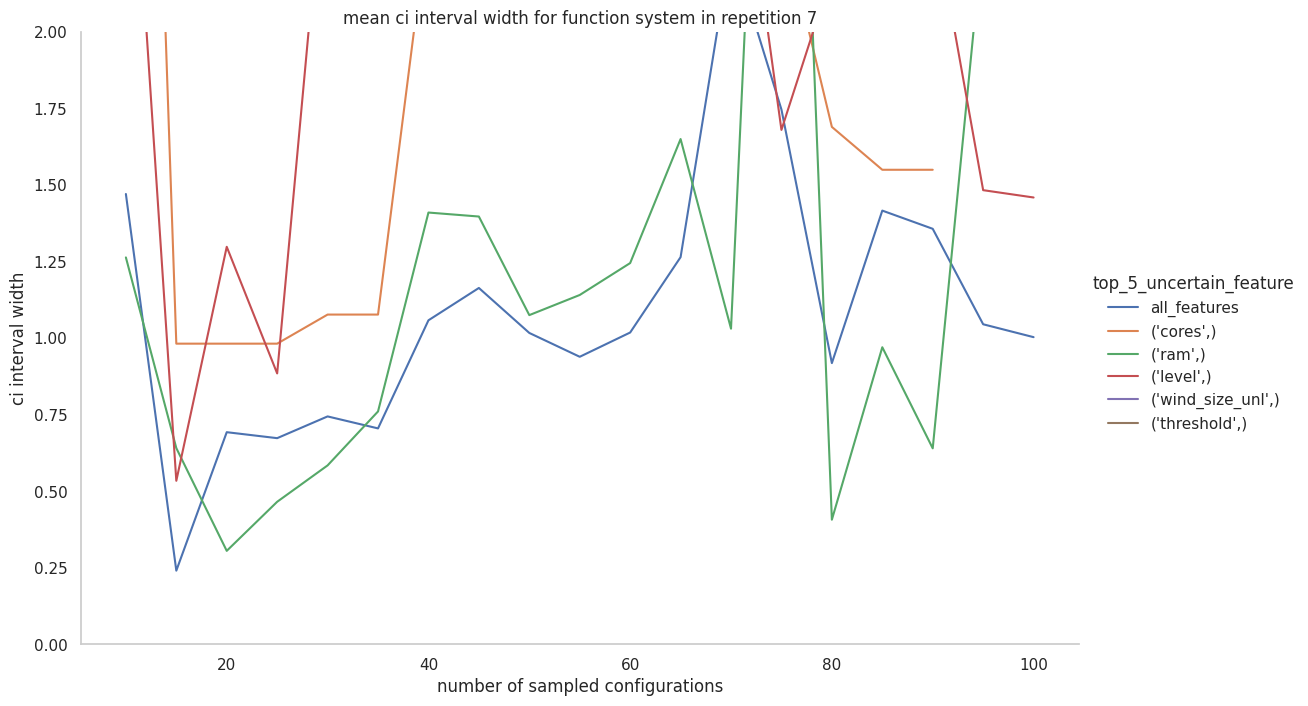 mean ci interval width for function system in repetition 7
2.00
1.75
1.50
1.25
1.00
0.75
0.50
0.25
0.00
ci interval width
20
40
60
80
100
number of sampled configurations
top_5_uncertain_feature
all_features
('cores',)
('ram',)
('level',)
('wind_size_unl',)
('threshold',)